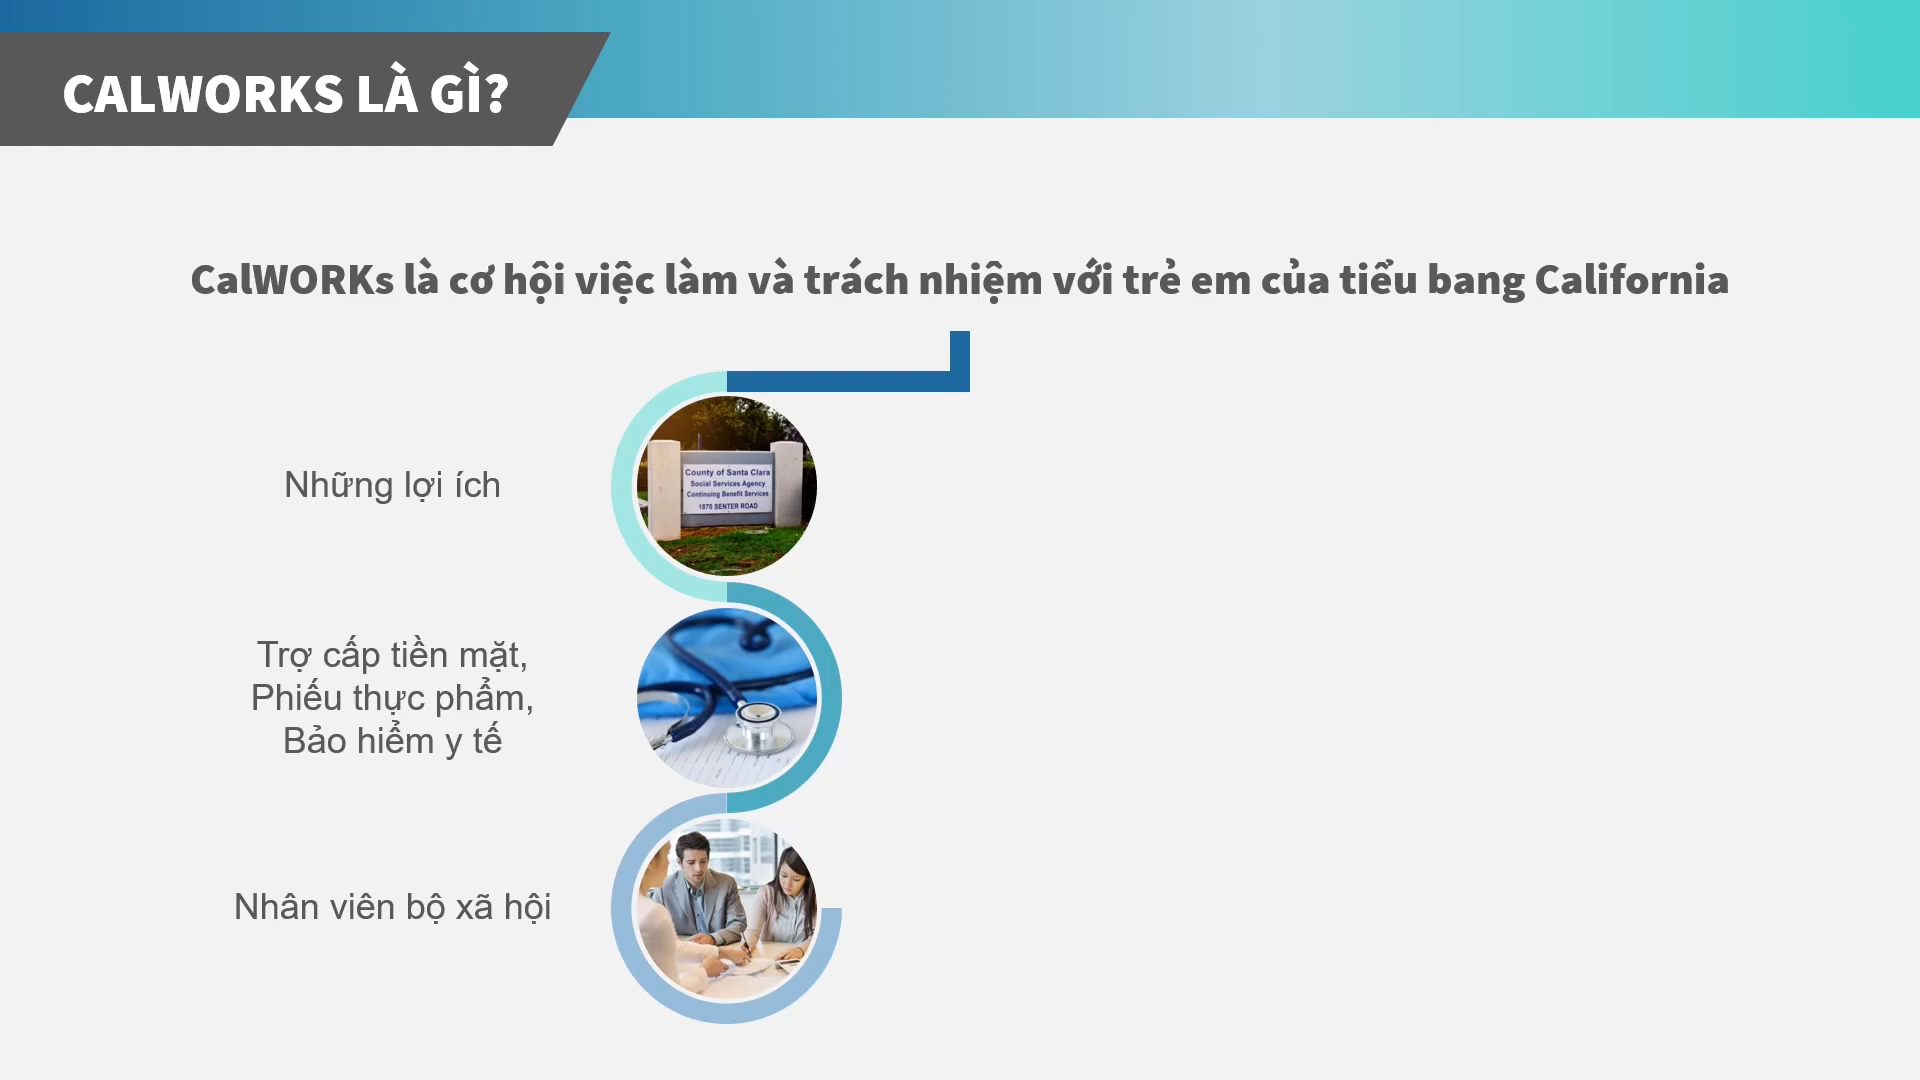 CALWORKS LÀ GÌ?
CalWORKs là cơ hội việc làm và trách nhiệm với trẻ em của tiểu bang California
Những lợi ích
County of Santa Clara
Social Services Agency
Continuing Benefit Services
1870 SENTER ROAD
Trợ cấp tiền mặt,
Phiếu thực phẩm,
Bảo hiểm y tế
Nhân viên bộ xã hội